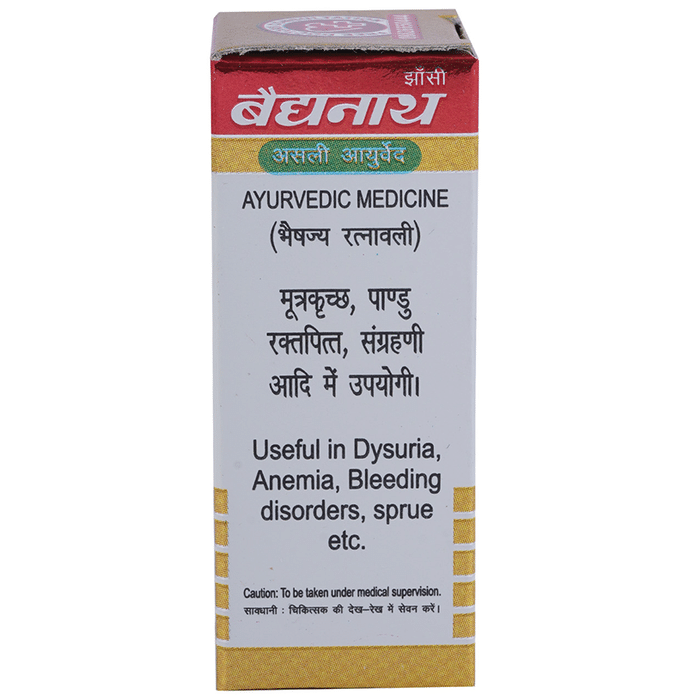 झाँसी
बैद्यनाथ
असली आयुर्वेद
AYURVEDIC MEDICINE
(भैषज्य रत्नावली)
मूत्रकृच्छ, पाण्डु
रक्तपित्त, संग्रहणी
आदि में उपयोगी।
Useful in Dysuria,
Anemia, Bleeding
disorders, sprue
etc.
Caution: To be taken under medical supervision.
सावधानी : चिकित्सक की देख-रेख में सेवन करें।